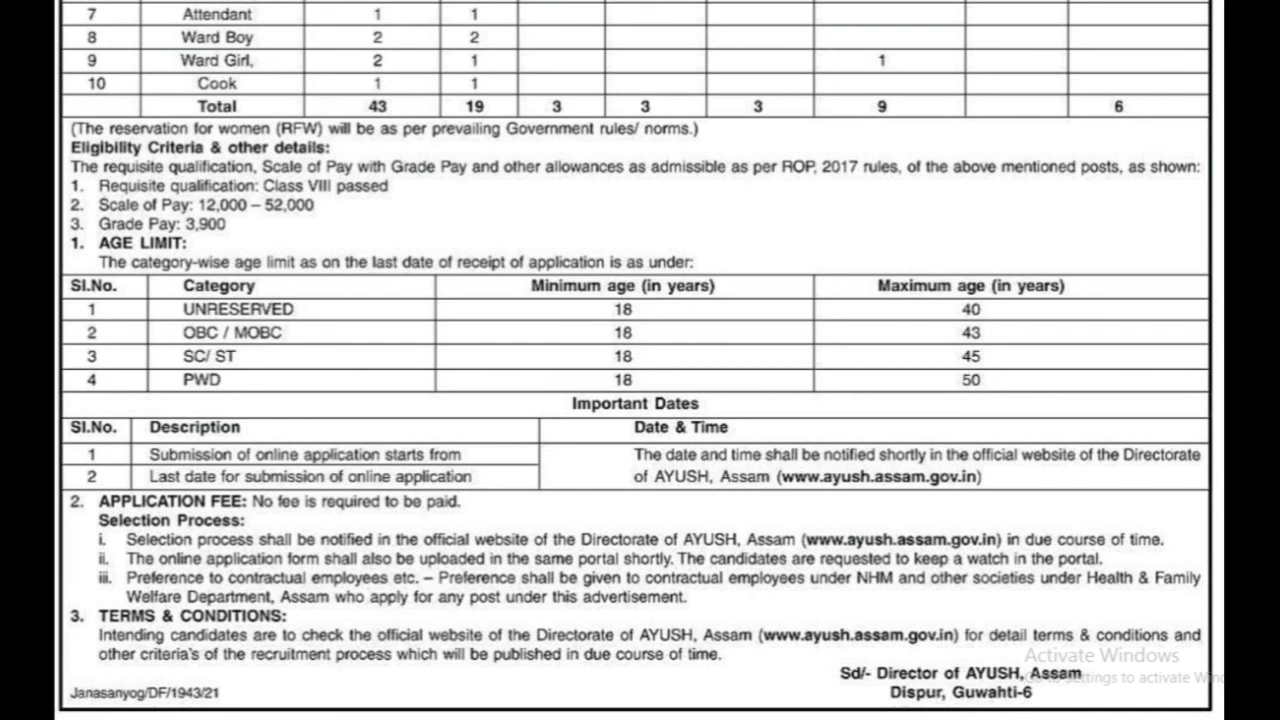 7 Attendant 1 1
8 Ward Boy 2 2
9 Ward Girl, 2 1 1
10 Cook 1 1
Total 43 19 3 3 3 9 6
(The reservation for women (RFW) will be as per prevailing Government rules/ norms.)
Eligibility Criteria & other details:
The requisite qualification, Scale of Pay with Grade Pay and other allowances as admissible as per ROP, 2017 rules, of the above mentioned posts, as shown:
1. Requisite qualification: Class VIII passed
2. Scale of Pay: 12,000 – 52,000
3. Grade Pay: 3,900
1. AGE LIMIT:
The category-wise age limit as on the last date of receipt of application is as under:
Sl.No. Category Minimum age (in years) Maximum age (in years)
1 UNRESERVED 18 40
2 OBC / MOBC 18 43
3 SC/ ST 18 45
4 PWD 18 50
Important Dates
Sl.No. Description Date & Time
1 Submission of online application starts from The date and time shall be notified shortly in the official website of the Directorate
2 Last date for submission of online application of AYUSH, Assam (www.ayush.assam.gov.in)
2. APPLICATION FEE: No fee is required to be paid.
Selection Process:
i. Selection process shall be notified in the official website of the Directorate of AYUSH, Assam (www.ayush.assam.gov.in) in due course of time.
ii. The online application form shall also be uploaded in the same portal shortly. The candidates are requested to keep a watch in the portal.
iii. Preference to contractual employees etc. – Preference shall be given to contractual employees under NHM and other societies under Health & Family
Welfare Department, Assam who apply for any post under this advertisement.
3. TERMS & CONDITIONS:
Intending candidates are to check the official website of the Directorate of AYUSH, Assam (www.ayush.assam.gov.in) for detail terms & conditions and
other criteria's of the recruitment process which will be published in due course of time.
Activate Windows
Sd/- Director of AYUSH, Assam
Go to Settings to activate Wind
Janasanyog/DF/1943/21 Dispur, Guwahti-6